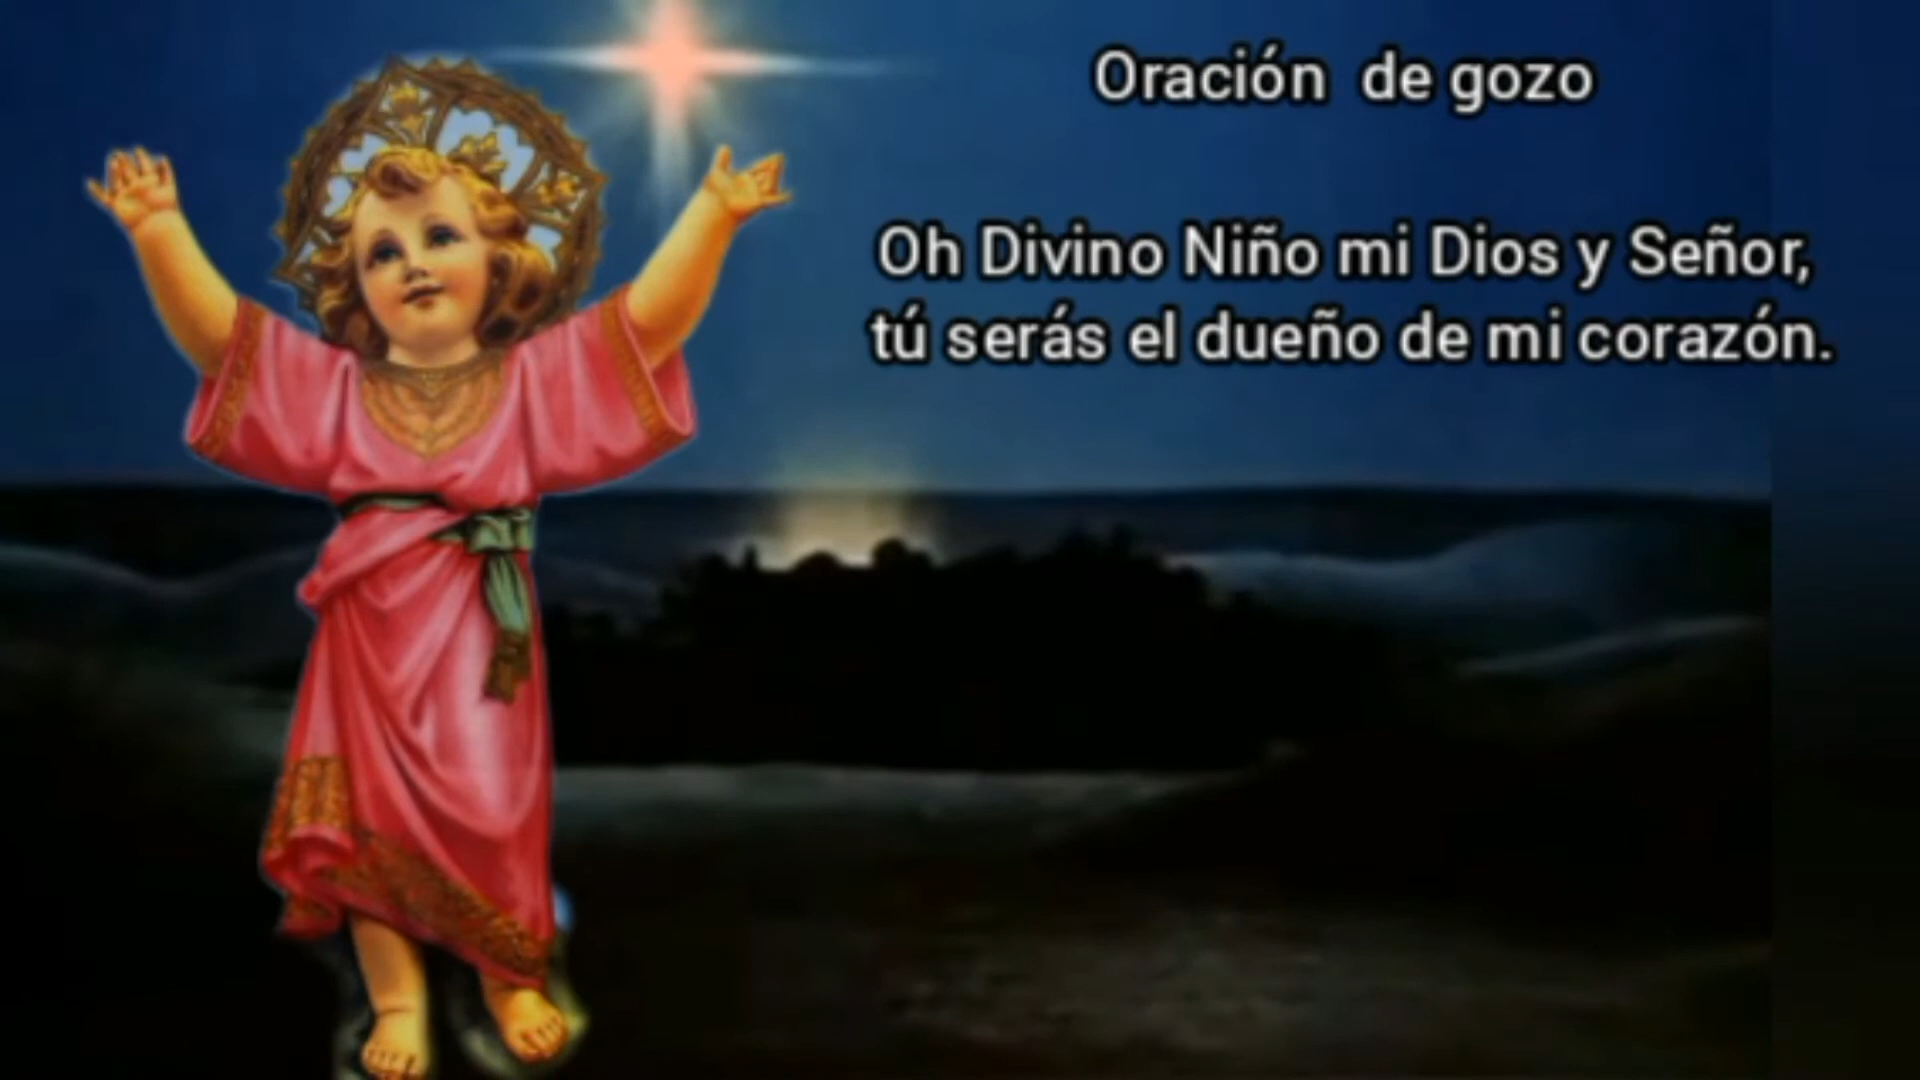 Oración de gozo
Oh Divino Niño mi Dios y Señor,
tú serás el dueño de mi corazón.